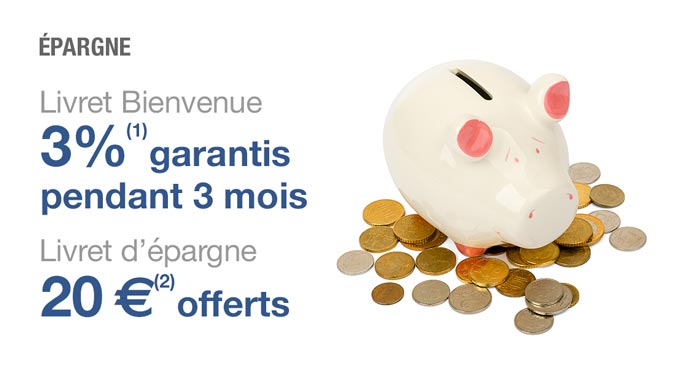 ÉPARGNE
Livret Bienvenue
3%(1) garantis
pendant 3 mois
Livret d’épargne
20 €(2) offerts